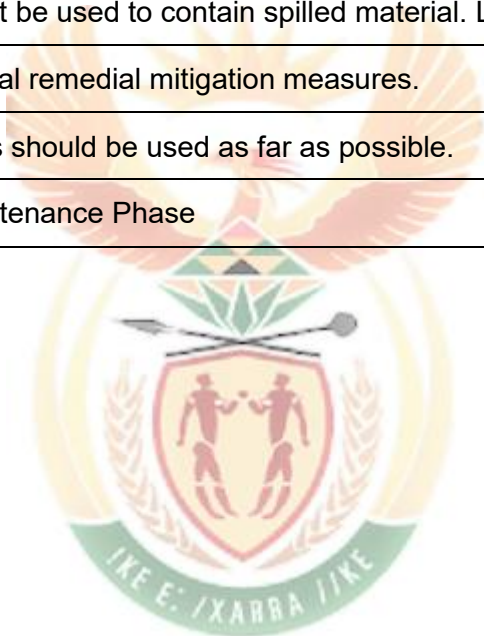 t be used to contain spilled material. L
al remedial mitigation measures.
s should be used as far as possible.
tenance Phase
!KE E: /XARRA //KE